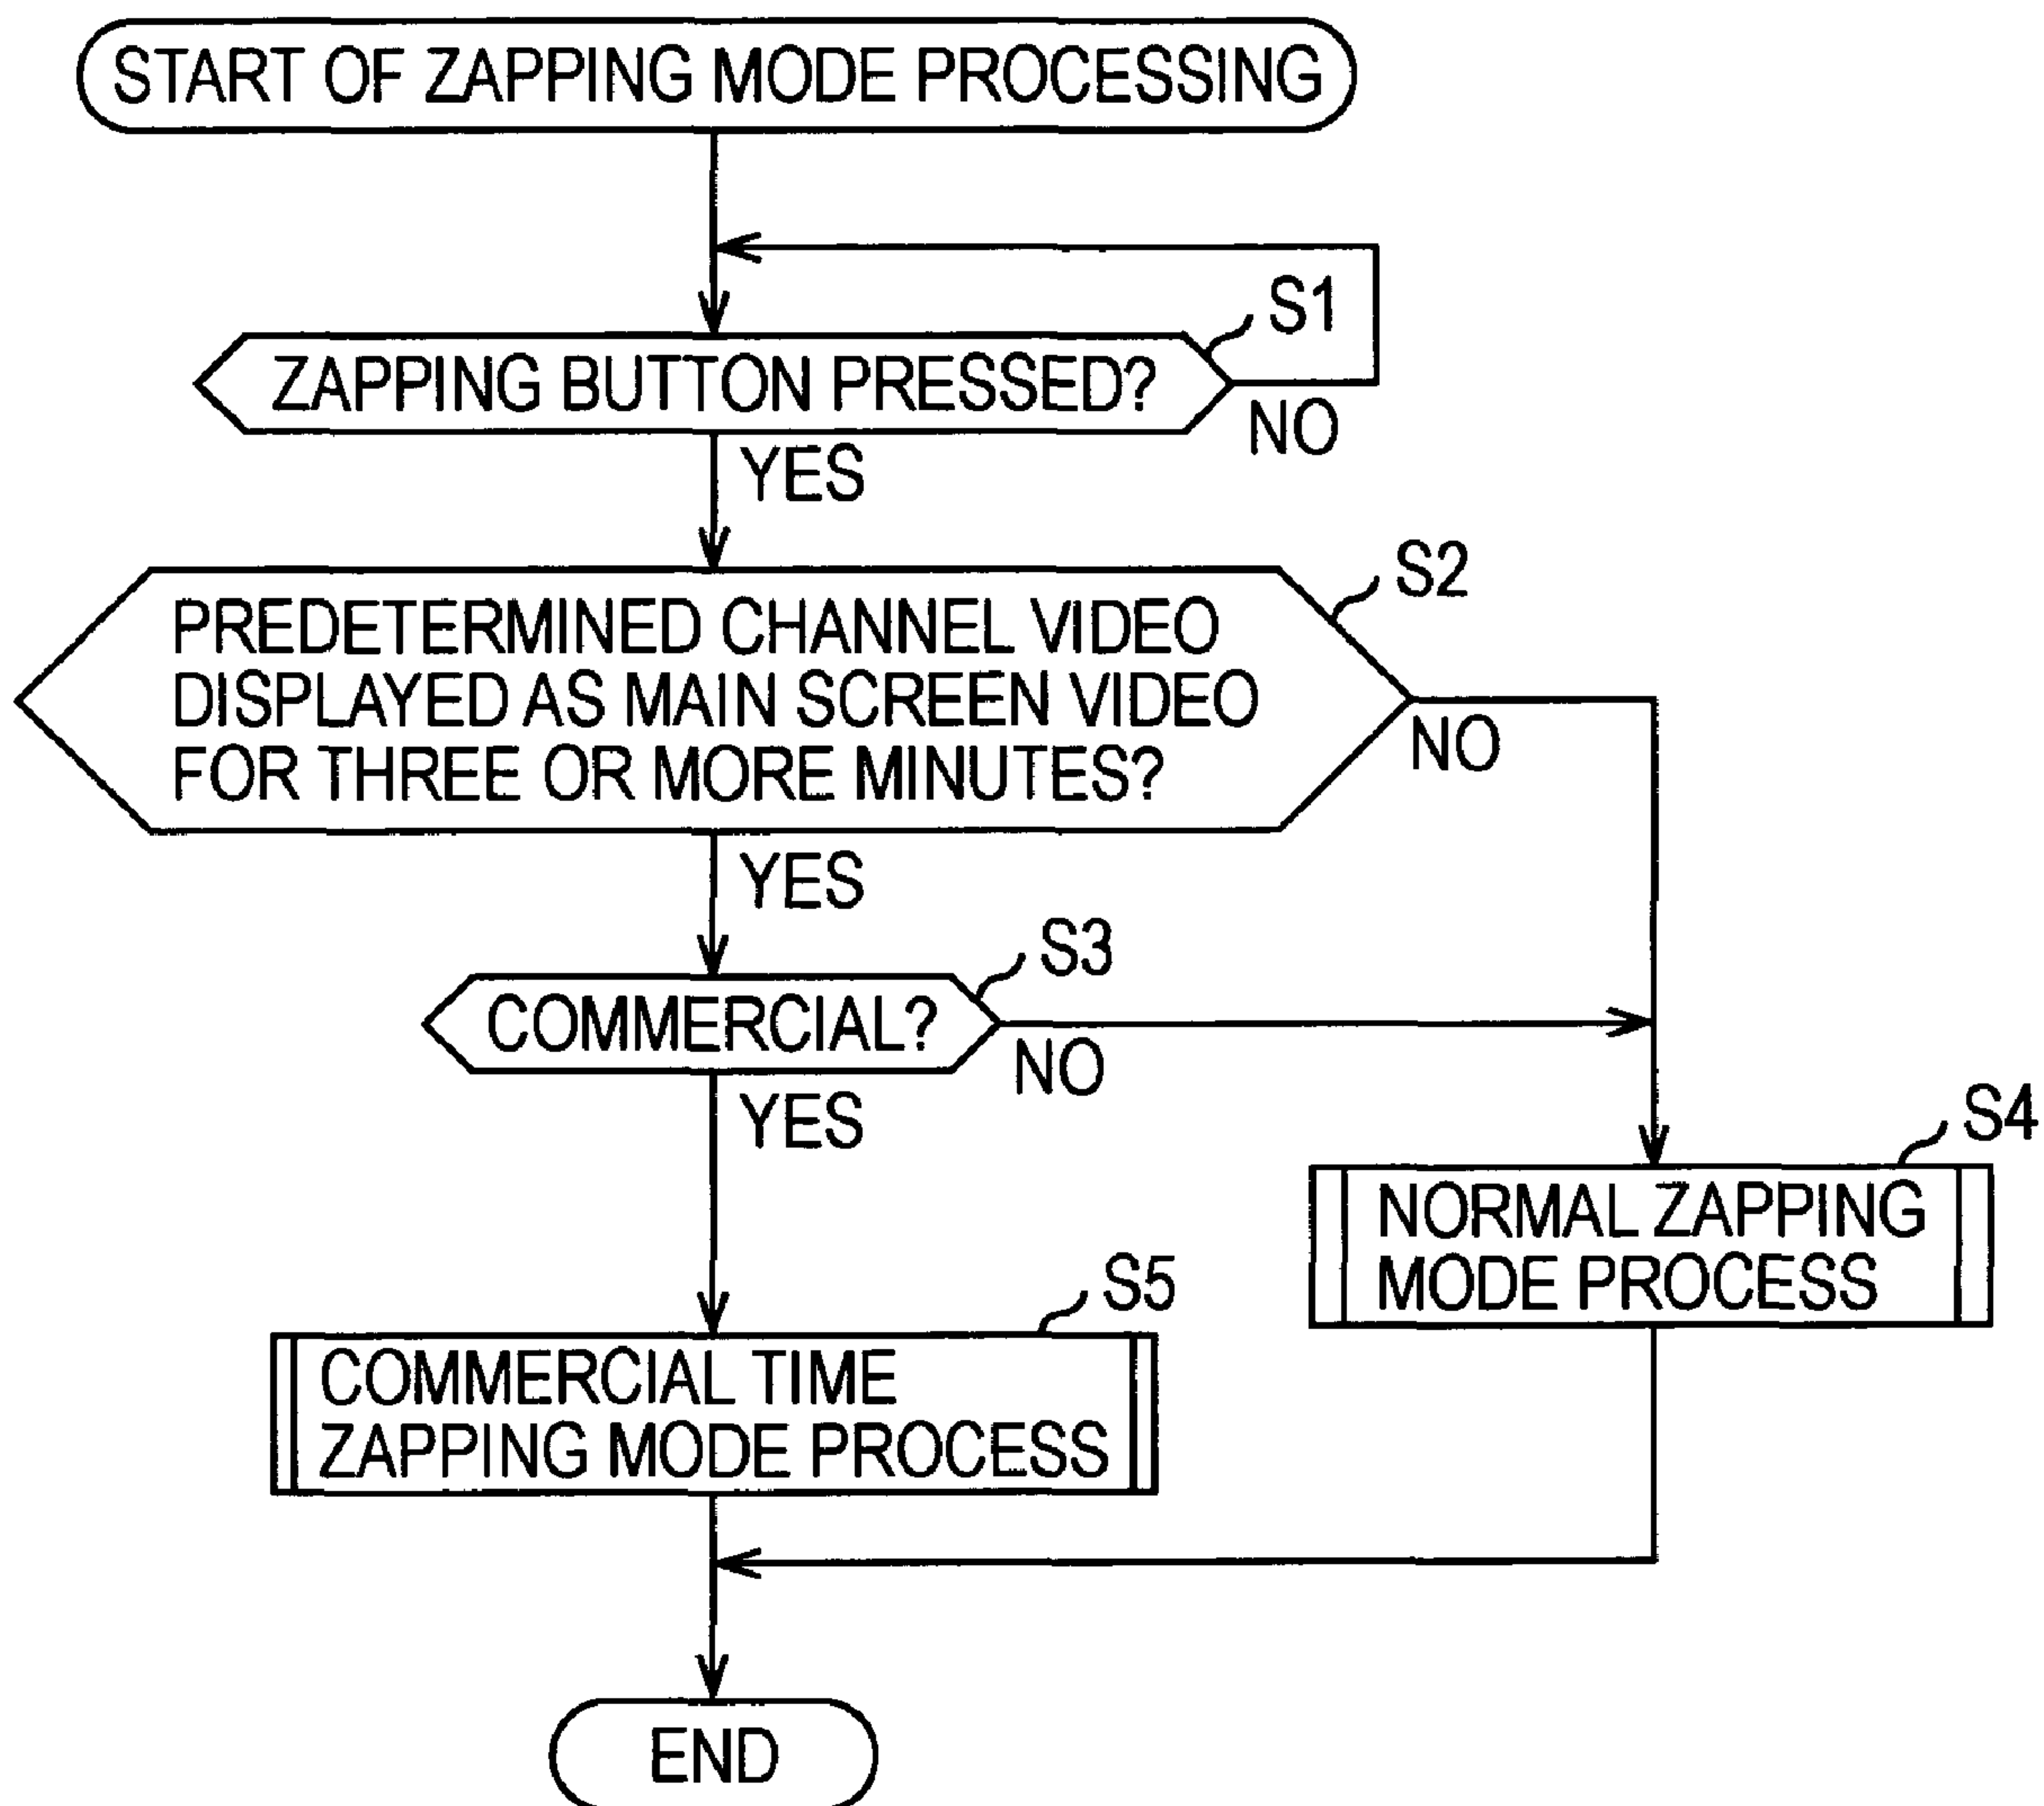 START OF ZAPPING MODE PROCESSING
S1
ZAPPING BUTTON PRESSED?
NO
YES
S2
PREDETERMINED CHANNEL VIDEO
DISPLAYED AS MAIN SCREEN VIDEO
FOR THREE OR MORE MINUTES?
NO
YES
S3
COMMERCIAL?
NO
YES
S4
NORMAL ZAPPING
MODE PROCESS
S5
COMMERCIAL TIME
ZAPPING MODE PROCESS
END